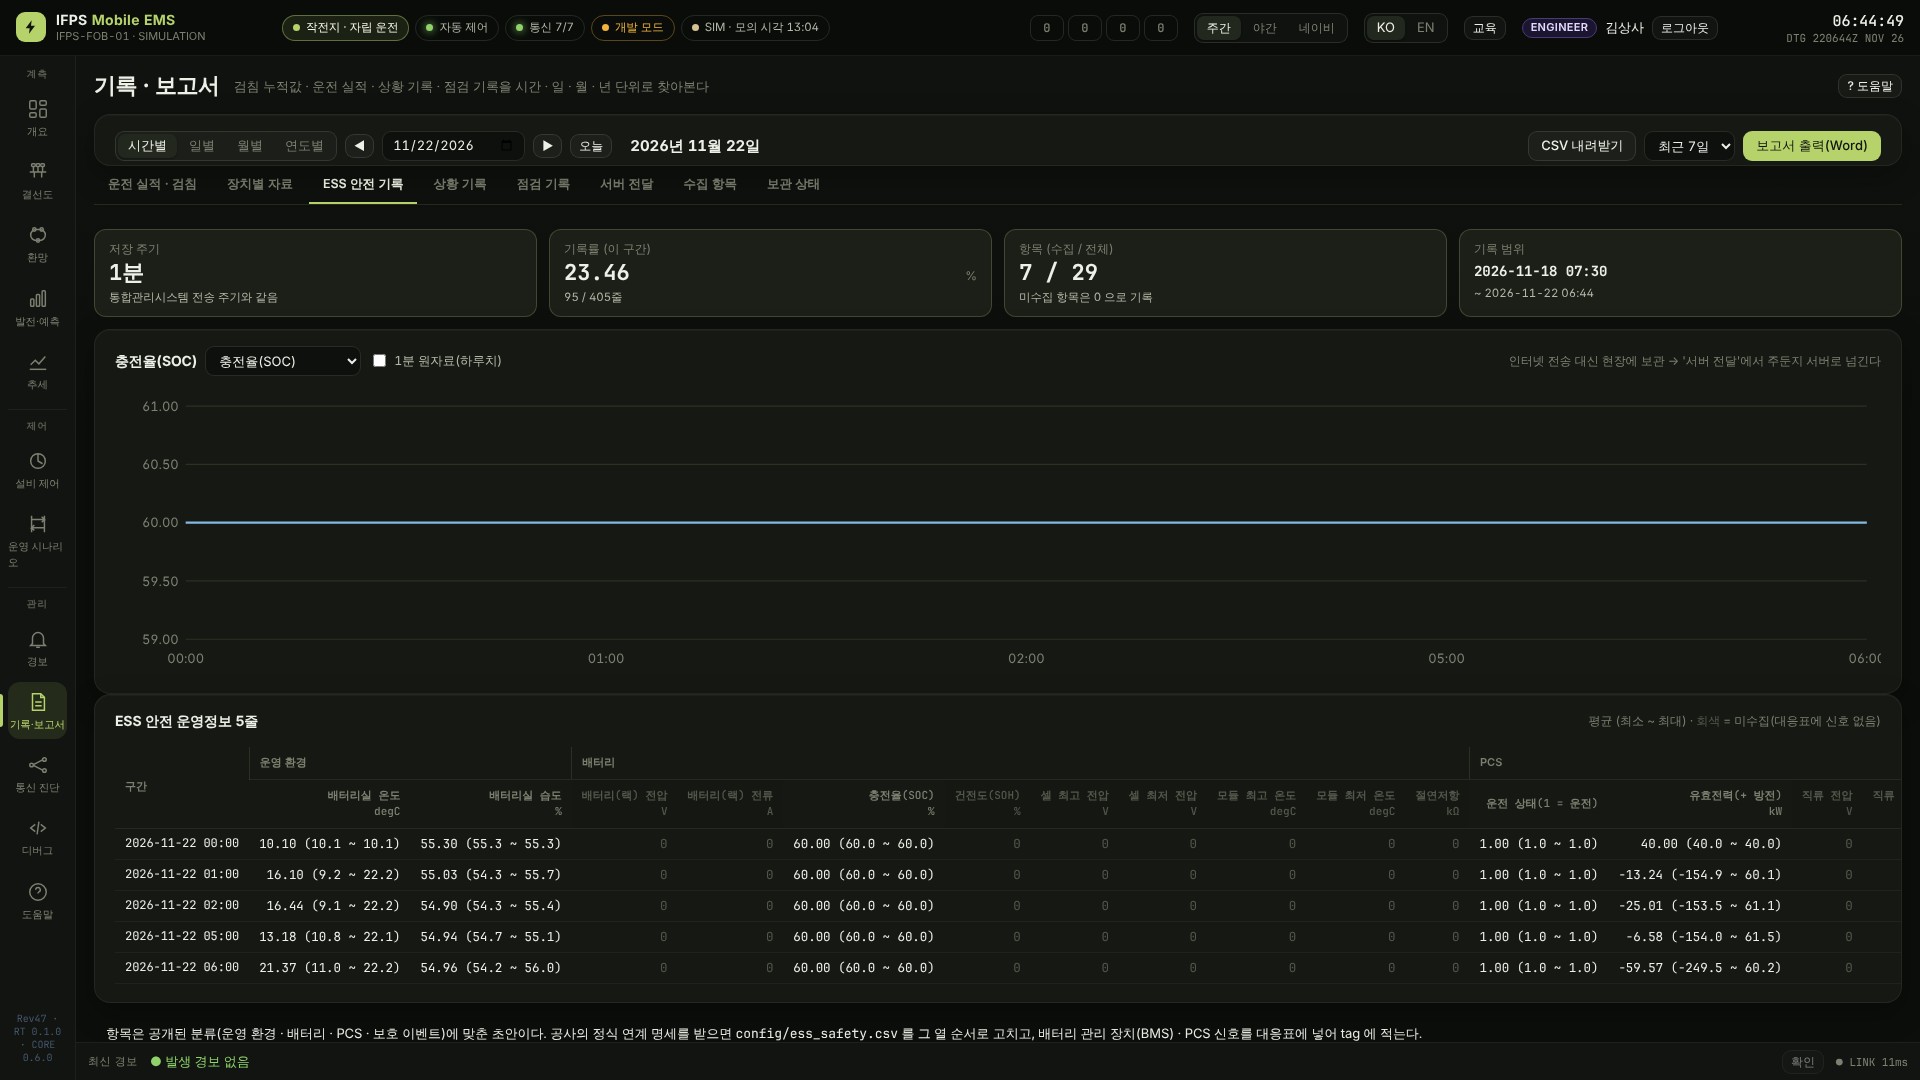 IFPS Mobile EMS
IFPS-FOB-01 · SIMULATION
작전지 · 자립 운전
자동 제어
통신 7/7
개발 모드
SIM · 모의 시각 13:04
0 0 0 0
주간 야간 네이비
KO EN
교육
ENGINEER 김상사 로그아웃
06:44:49
DTG 220644Z NOV 26
계측
개요
결선도
환망
발전·예측
추세
제어
설비 제어
운영 시나리
오
관리
경보
기록·보고서
통신 진단
디버그
도움말
Rev47 ·
RT 0.1.0
· CORE
0.6.0
기록 · 보고서 검침 누적값 · 운전 실적 · 상황 기록 · 점검 기록을 시간 · 일 · 월 · 년 단위로 찾아본다
? 도움말
시간별 일별 월별 연도별 ◀ 11/22/2026 ▶ 오늘 2026년 11월 22일
CSV 내려받기 최근 7일 보고서 출력(Word)
운전 실적 · 검침 장치별 자료 ESS 안전 기록 상황 기록 점검 기록 서버 전달 수집 항목 보관 상태
저장 주기
1분
통합관리시스템 전송 주기와 같음
기록률 (이 구간)
23.46 %
95 / 405줄
항목 (수집 / 전체)
7 / 29
미수집 항목은 0 으로 기록
기록 범위
2026-11-18 07:30
~ 2026-11-22 06:44
충전율(SOC) 충전율(SOC) 1분 원자료(하루치)
인터넷 전송 대신 현장에 보관 → '서버 전달'에서 주둔지 서버로 넘긴다
61.00
60.50
60.00
59.50
59.00
00:00 01:00 02:00 05:00 06:00
ESS 안전 운영정보 5줄
평균 (최소 ~ 최대) · 회색 = 미수집(대응표에 신호 없음)
구간 운영 환경 배터리 PCS
배터리실 온도 배터리실 습도 배터리(랙) 전압 배터리(랙) 전류 충전율(SOC) 건전도(SOH) 셀 최고 전압 셀 최저 전압 모듈 최고 온도 모듈 최저 온도 절연저항 운전 상태(1 = 운전) 유효전력(+ 방전) 직류 전압 직류
degC % V A % % V V degC degC kΩ kW V
2026-11-22 00:00 10.10 (10.1 ~ 10.1) 55.30 (55.3 ~ 55.3) 0 0 60.00 (60.0 ~ 60.0) 0 0 0 0 0 0 1.00 (1.0 ~ 1.0) 40.00 (40.0 ~ 40.0) 0
2026-11-22 01:00 16.10 (9.2 ~ 22.2) 55.03 (54.3 ~ 55.7) 0 0 60.00 (60.0 ~ 60.0) 0 0 0 0 0 0 1.00 (1.0 ~ 1.0) -13.24 (-154.9 ~ 60.1) 0
2026-11-22 02:00 16.44 (9.1 ~ 22.2) 54.90 (54.3 ~ 55.4) 0 0 60.00 (60.0 ~ 60.0) 0 0 0 0 0 0 1.00 (1.0 ~ 1.0) -25.01 (-153.5 ~ 61.1) 0
2026-11-22 05:00 13.18 (10.8 ~ 22.1) 54.94 (54.7 ~ 55.1) 0 0 60.00 (60.0 ~ 60.0) 0 0 0 0 0 0 1.00 (1.0 ~ 1.0) -6.58 (-154.0 ~ 61.5) 0
2026-11-22 06:00 21.37 (11.0 ~ 22.2) 54.96 (54.2 ~ 56.0) 0 0 60.00 (60.0 ~ 60.0) 0 0 0 0 0 0 1.00 (1.0 ~ 1.0) -59.57 (-249.5 ~ 60.2) 0
항목은 공개된 분류(운영 환경 · 배터리 · PCS · 보호 이벤트)에 맞춘 초안이다. 공사의 정식 연계 명세를 받으면 config/ess_safety.csv 를 그 열 순서로 고치고, 배터리 관리 장치(BMS) · PCS 신호를 대응표에 넣어 tag 에 적는다.
최신 경보 발생 경보 없음
확인 LINK 11ms